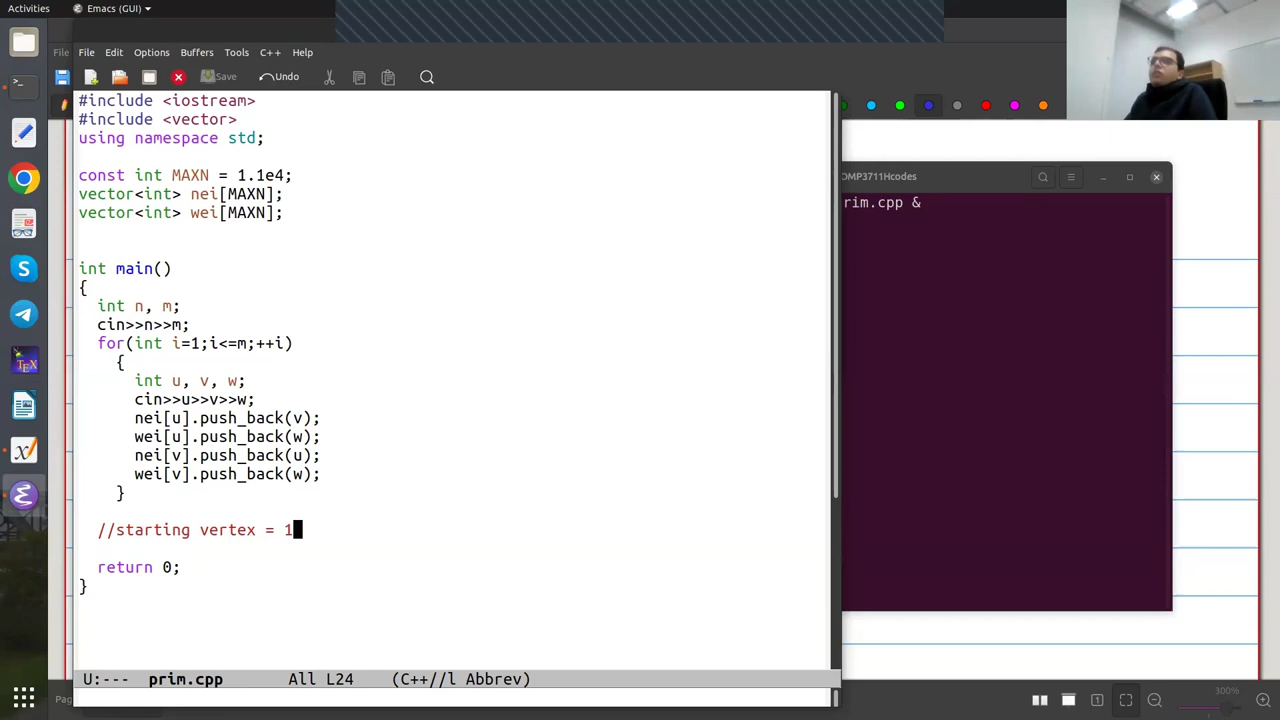 Activities
Emacs (GUI)
File
File Edit Options Buffers Tools C++ Help
Save Undo
#include <iostream>
#include <vector>
using namespace std;
const int MAXN = 1.1e4;
vector<int> nei[MAXN];
vector<int> wei[MAXN];
int main()
{
int n, m;
cin>>n>>m;
for(int i=1;i<=m;++i)
{
int u, v, w;
cin>>u>>v>>w;
nei[u].push_back(v);
wei[u].push_back(w);
nei[v].push_back(u);
wei[v].push_back(w);
}
//starting vertex = 1
return 0;
}
U:--- prim.cpp All L24 (C++//l Abbrev)
OMP3711Hcodes
rim.cpp &
Pag
300%